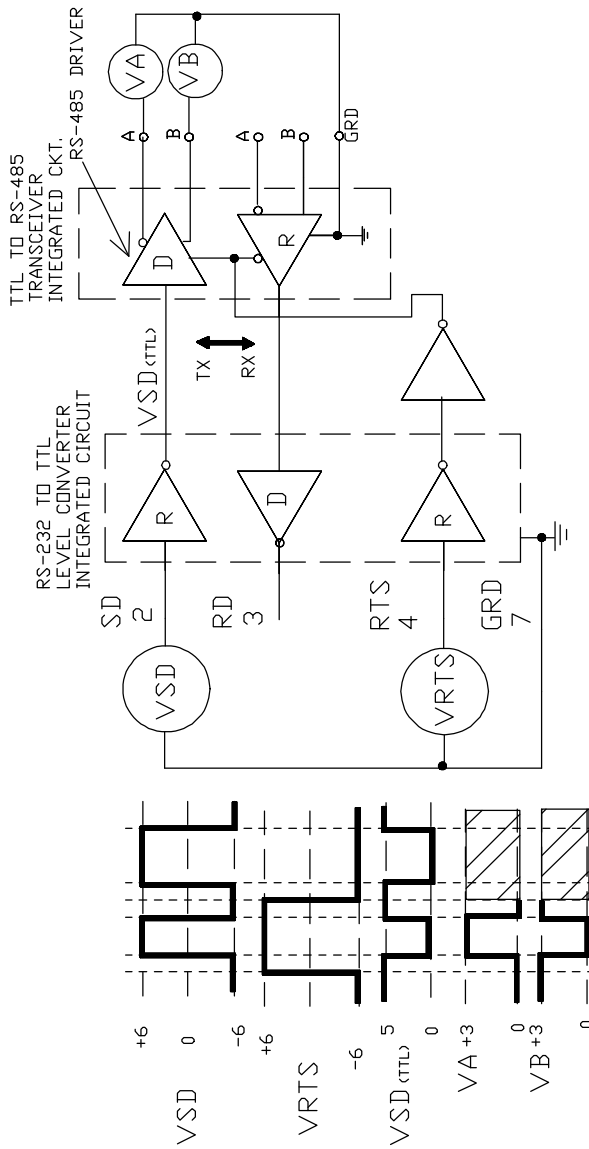 TTL TO RS-485
TRANSCEIVER
INTEGRATED CKT.
RS-485 DRIVER
VA
VB
A
B
A
B
GRD
D
R
VSD(TTL)
TX
RX
RS-232 TO TTL
LEVEL CONVERTER
INTEGRATED CIRCUIT
R
D
R
SD
2
RD
3
RTS
4
GRD
7
VSD
VRTS
VSD
+6
0
-6
VRTS
+6
-6
VSD(TTL)
5
0
VA
+3
0
VB
+3
0